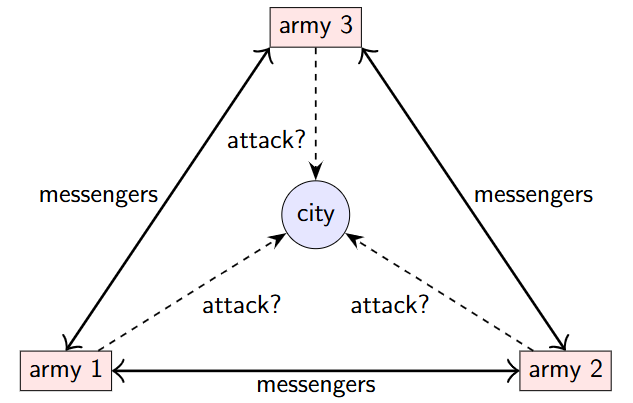 army 3
attack?
messengers
messengers
city
attack?
attack?
army 1
army 2
messengers